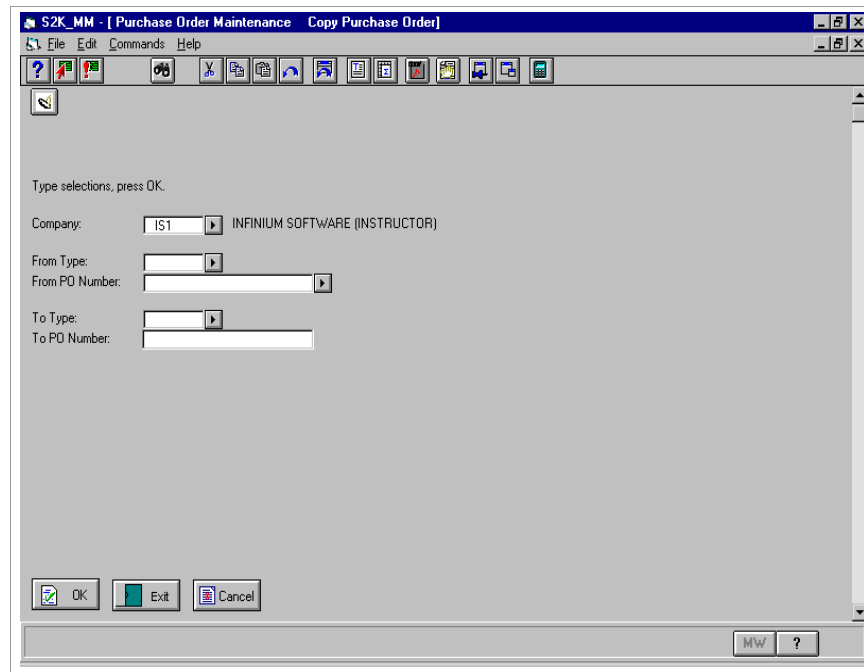 S2K_MM - [ Purchase Order Maintenance Copy Purchase Order]
File Edit Commands Help
Type selections, press OK.
Company: IS1 INFINIUM SOFTWARE (INSTRUCTOR)
From Type:
From PO Number:
To Type:
To PO Number:
OK Exit Cancel
MW ?